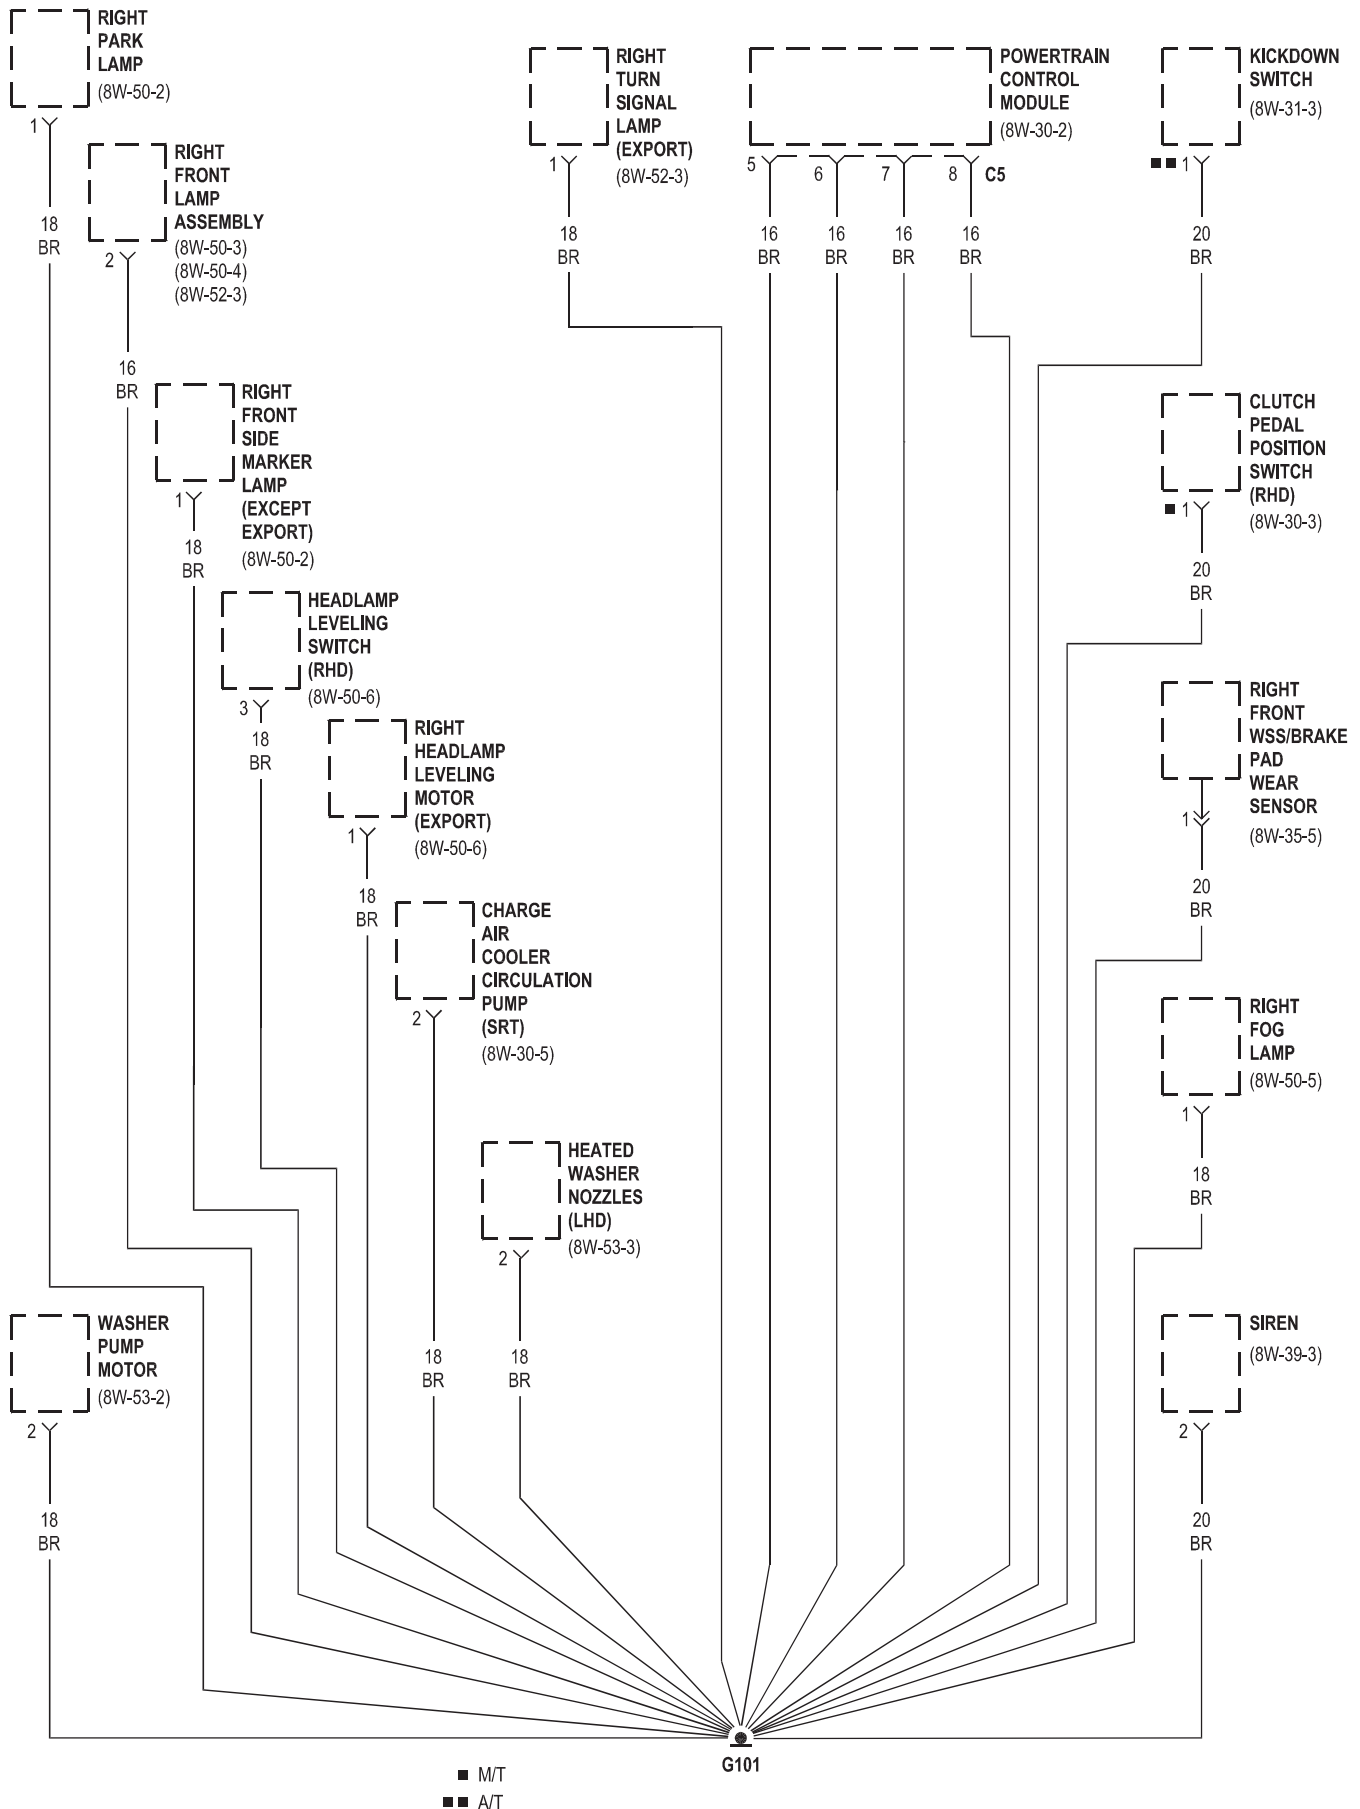 RIGHT
PARK
LAMP
(8W-50-2)
1
18
BR
RIGHT
FRONT
LAMP
ASSEMBLY
(8W-50-3)
(8W-50-4)
(8W-52-3)
2
16
BR
RIGHT
FRONT
SIDE
MARKER
LAMP
(EXCEPT
EXPORT)
(8W-50-2)
1
18
BR
HEADLAMP
LEVELING
SWITCH
(RHD)
(8W-50-6)
3
18
BR
RIGHT
HEADLAMP
LEVELING
MOTOR
(EXPORT)
(8W-50-6)
1
18
BR
CHARGE
AIR
COOLER
CIRCULATION
PUMP
(SRT)
(8W-30-5)
2
18
BR
HEATED
WASHER
NOZZLES
(LHD)
(8W-53-3)
2
18
BR
WASHER
PUMP
MOTOR
(8W-53-2)
2
18
BR
RIGHT
TURN
SIGNAL
LAMP
(EXPORT)
(8W-52-3)
1
18
BR
POWERTRAIN
CONTROL
MODULE
(8W-30-2)
5 6 7 8 C5
16 16 16 16
BR BR BR BR
KICKDOWN
SWITCH
(8W-31-3)
■■ 1
20
BR
CLUTCH
PEDAL
POSITION
SWITCH
(RHD)
(8W-30-3)
■ 1
20
BR
RIGHT
FRONT
WSS/BRAKE
PAD
WEAR
SENSOR
(8W-35-5)
1
20
BR
RIGHT
FOG
LAMP
(8W-50-5)
1
18
BR
SIREN
(8W-39-3)
2
20
BR
G101
■ M/T
■■ A/T